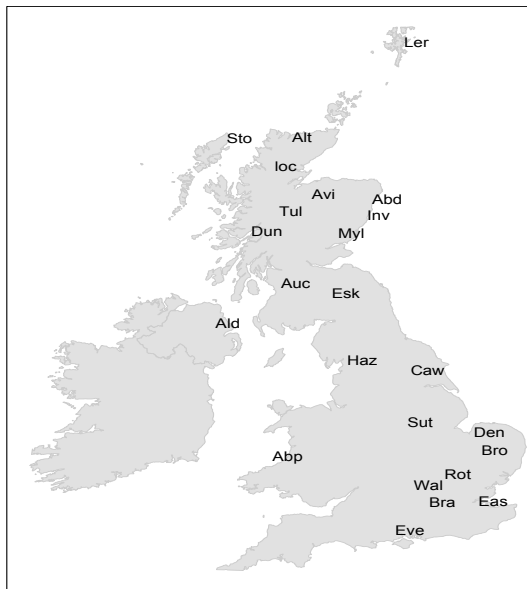 Ler
Sto
Alt
loc
Avi
Abd
Tul
Inv
Dun
Myl
Auc
Esk
Ald
Haz
Caw
Sut
Den
Bro
Abp
Rot
Wal
Bra
Eas
Eve